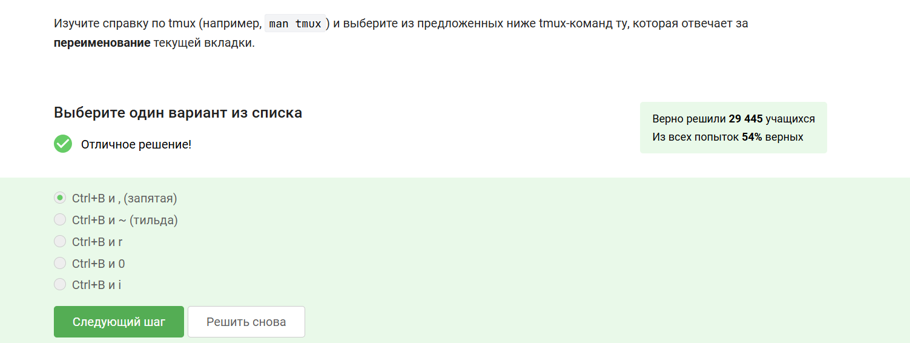 Изучите справку по tmux (например, man tmux) и выберите из предложенных ниже tmux-команд ту, которая отвечает за
переименование текущей вкладки.
Выберите один вариант из списка
Верно решили 29 445 учащихся
Из всех попыток 54% верных
Отличное решение!
Ctrl+B и , (запятая)
Ctrl+B и ~ (тильда)
Ctrl+B и r
Ctrl+B и 0
Ctrl+B и i
Следующий шаг
Решить снова